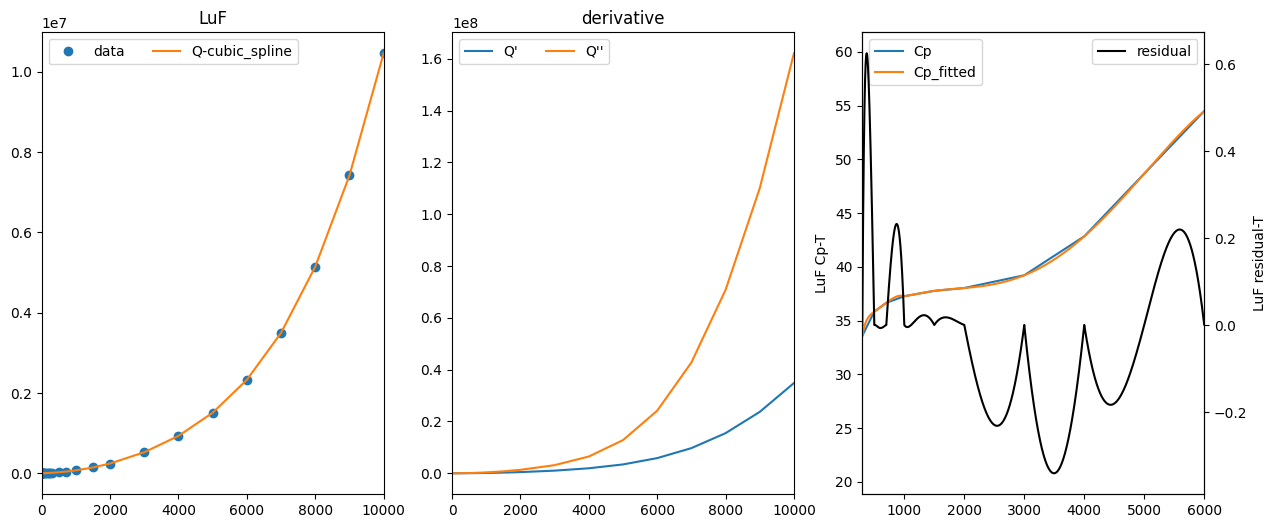 LuF
1e7
data
Q-cubic_spline
1.0
0.8
0.6
0.4
0.2
0.0
0 2000 4000 6000 8000 10000
derivative
1e8
Q'
Q''
1.6
1.4
1.2
1.0
0.8
0.6
0.4
0.2
0.0
0 2000 4000 6000 8000 10000
Cp
Cp_fitted
residual
LuF Cp-T
60
55
50
45
40
35
30
25
20
1000 2000 3000 4000 5000 6000
0.6
0.4
0.2
0.0
−0.2
LuF residual-T